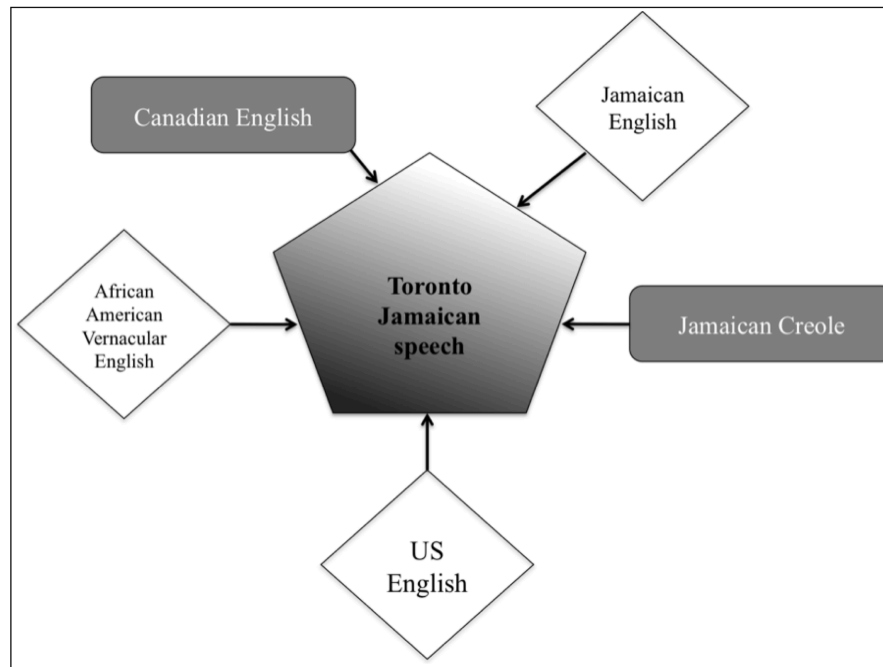 Canadian English
Jamaican
English
African
American
Vernacular
English
Toronto
Jamaican
speech
Jamaican Creole
US
English